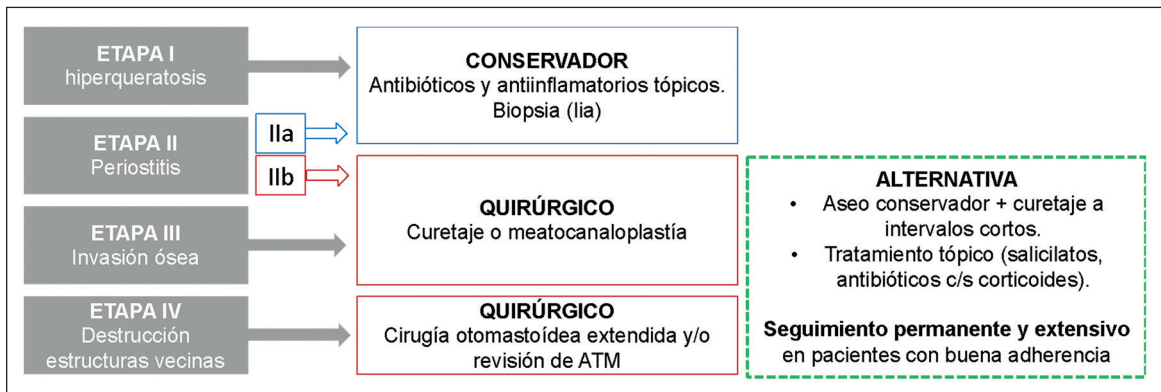 ETAPA I
hiperqueratosis
CONSERVADOR
Antibióticos y antiinflamatorios tópicos.
Biopsia (Iia)
ETAPA II
Periostitis
IIa
IIb
QUIRÚRGICO
Curetaje o meatocanaloplastía
ETAPA III
Invasión ósea
ETAPA IV
Destrucción
estructuras vecinas
QUIRÚRGICO
Cirugía otomastoídea extendida y/o
revisión de ATM
ALTERNATIVA
• Aseo conservador + curetaje a
intervalos cortos.
• Tratamiento tópico (salicilatos,
antibióticos c/s corticoides).
Seguimiento permanente y extensivo
en pacientes con buena adherencia